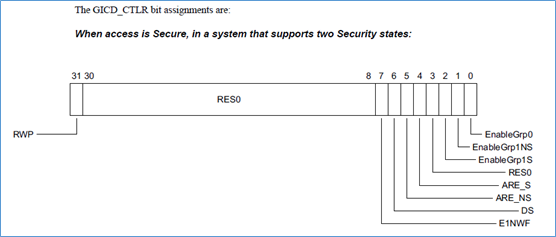 The GICD_CTLR bit assignments are:
When access is Secure, in a system that supports two Security states:
31 30 8 7 6 5 4 3 2 1 0
RES0
RWP
EnableGrp0
EnableGrp1NS
EnableGrp1S
RES0
ARE_S
ARE_NS
DS
E1NWF